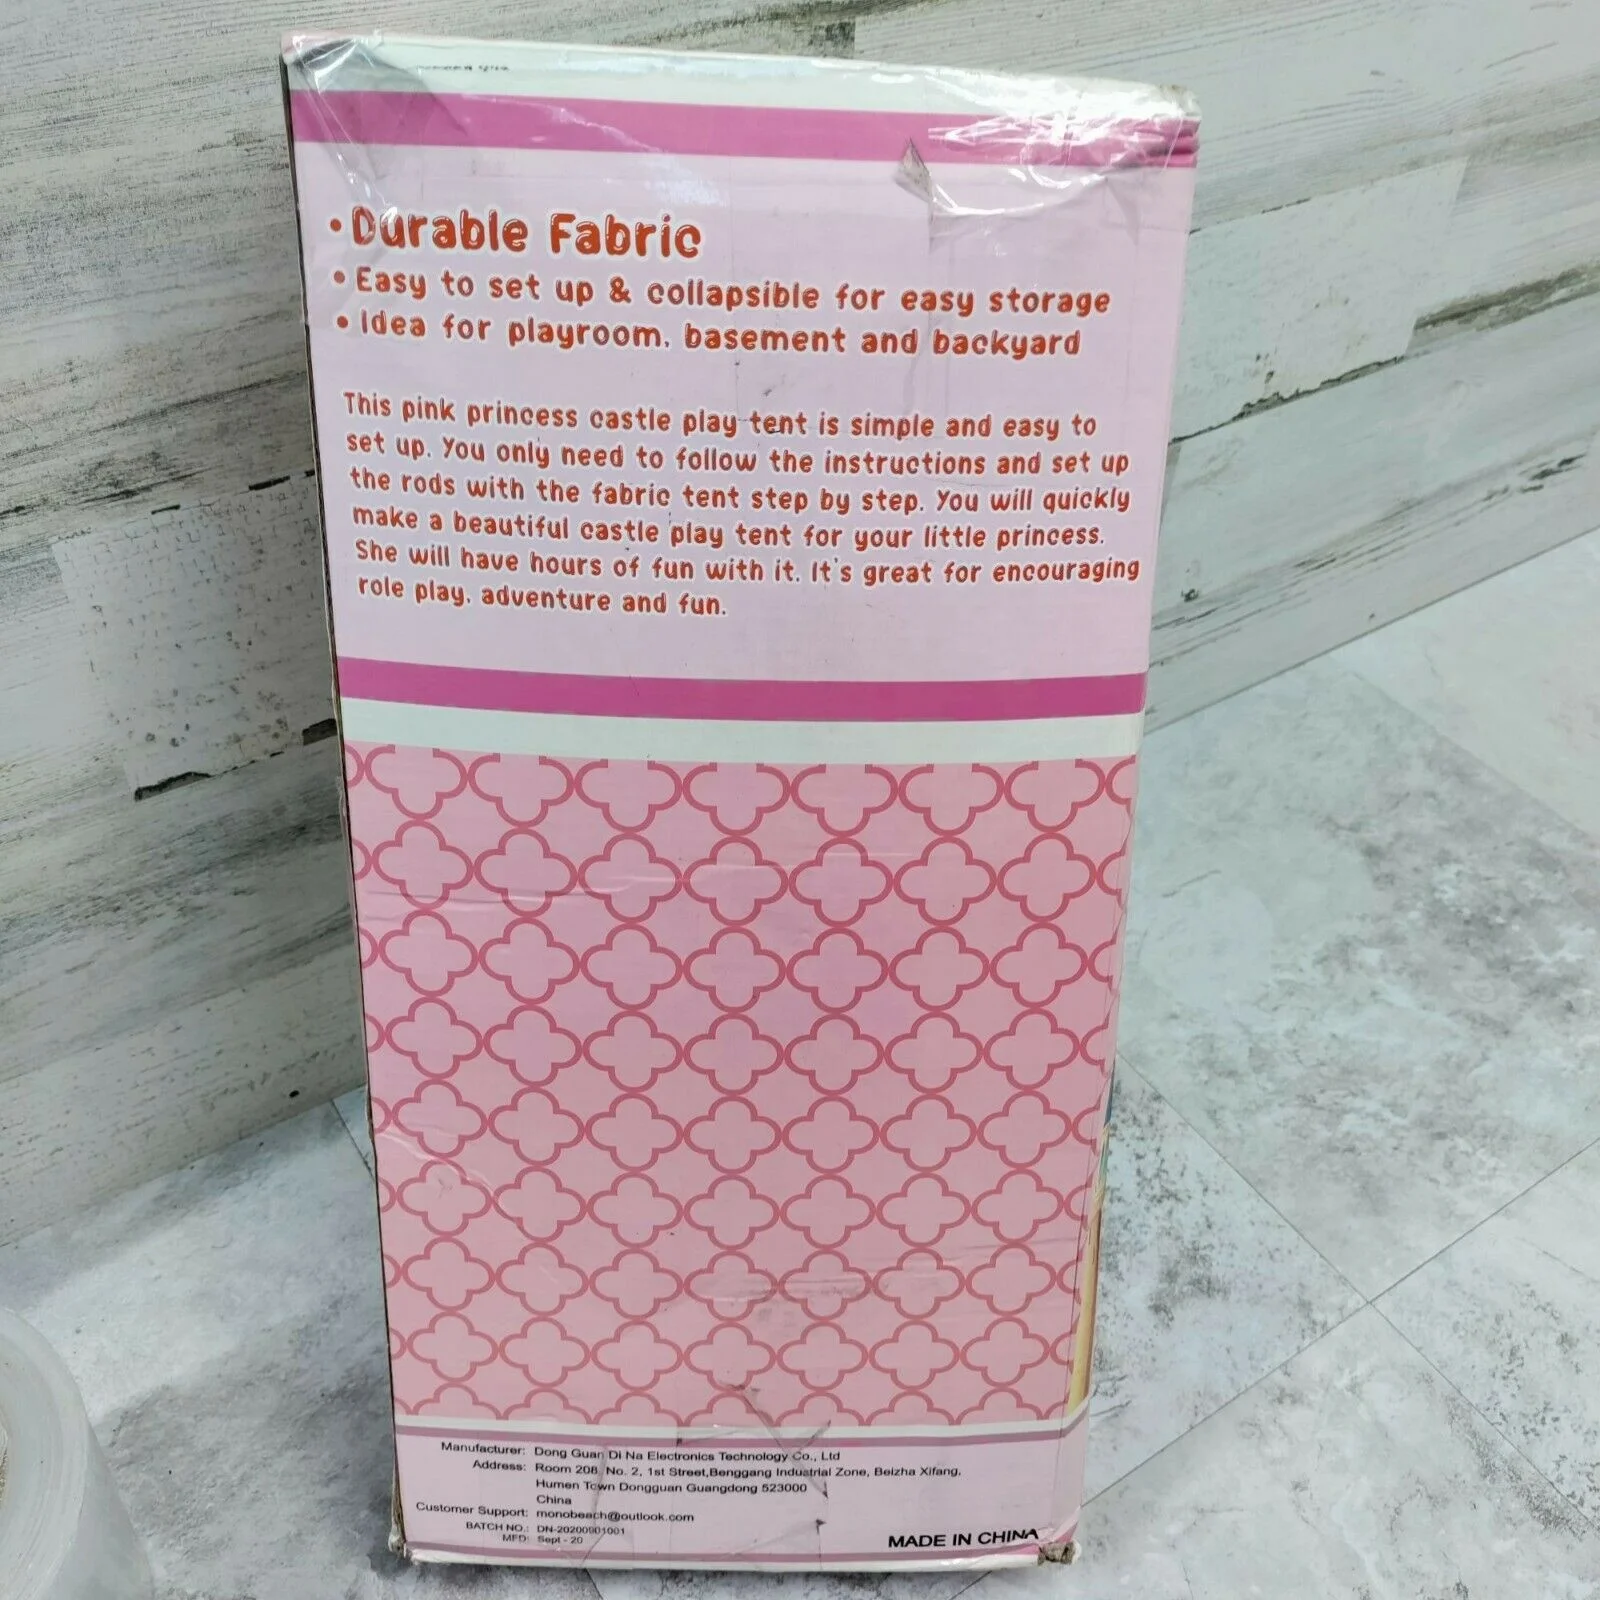 • Durable Fabric
• Easy to set up & collapsible for easy storage
• Idea for playroom, basement and backyard
This pink princess castle play tent is simple and easy to
set up. You only need to follow the instructions and set up
the rods with the fabric tent step by step. You will quickly
make a beautiful castle play tent for your little princess.
She will have hours of fun with it. It's great for encouraging
role play, adventure and fun.
Manufacturer: Dong Guan Di Na Electronics Technology Co., Ltd
Address: Room 208, No. 2, 1st Street,Benggang Industrial Zone, Beizha Xifang,
Humen Town Dongguan Guangdong 523000
China
Customer Support: monobeach@outlook.com
BATCH NO.: DN-20200901001
MFD: Sept - 20
MADE IN CHINA